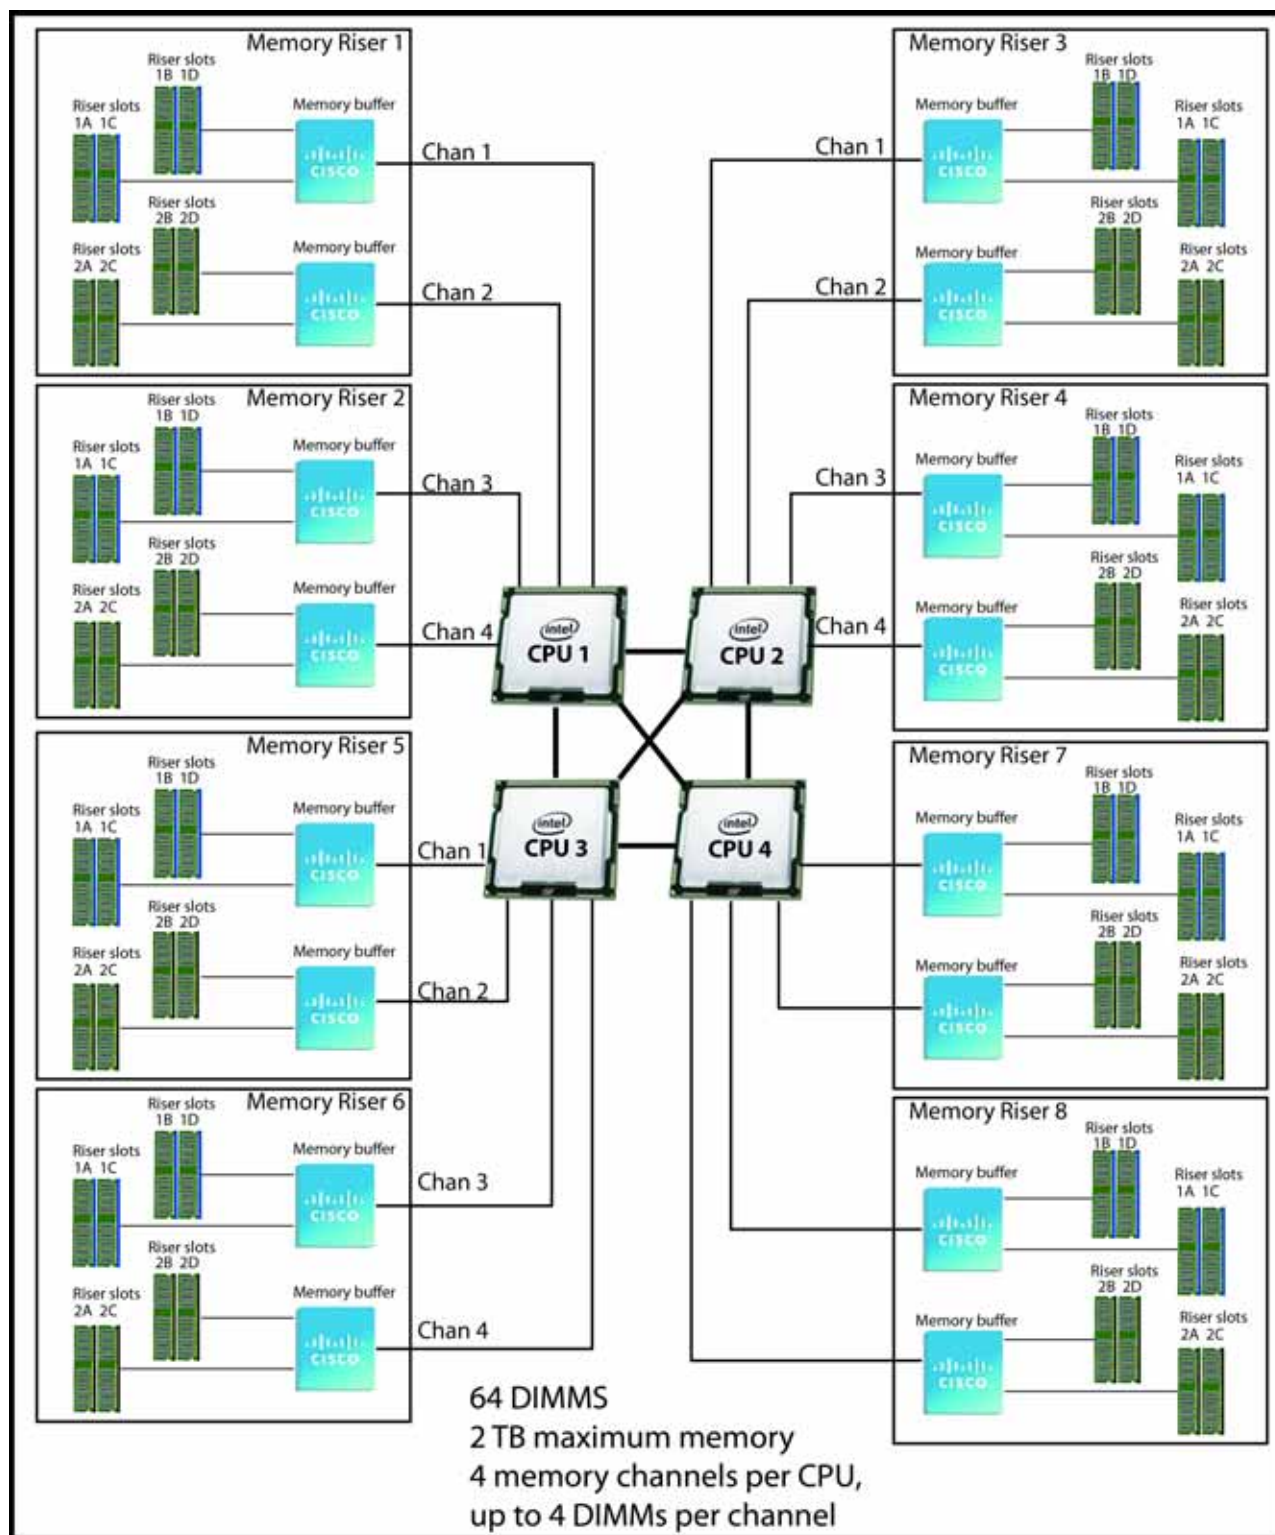 Memory Riser 1
Riser slots
1B 1D
Riser slots
1A 1C
Memory buffer
CISCO
Chan 1
Riser slots
2B 2D
Riser slots
2A 2C
Memory buffer
CISCO
Chan 2
Memory Riser 2
Riser slots
1B 1D
Riser slots
1A 1C
Memory buffer
CISCO
Chan 3
Riser slots
2B 2D
Riser slots
2A 2C
Memory buffer
CISCO
Chan 4
Memory Riser 3
Riser slots
1B 1D
Memory buffer
Riser slots
1A 1C
CISCO
Chan 1
Riser slots
2B 2D
Memory buffer
Riser slots
2A 2C
CISCO
Chan 2
Memory Riser 4
Riser slots
1B 1D
Memory buffer
Riser slots
1A 1C
CISCO
Chan 3
Riser slots
2B 2D
Memory buffer
Riser slots
2A 2C
CISCO
Chan 4
intel
CPU 1
intel
CPU 2
intel
CPU 3
intel
CPU 4
Memory Riser 5
Riser slots
1B 1D
Riser slots
1A 1C
Memory buffer
CISCO
Chan 1
Riser slots
2B 2D
Riser slots
2A 2C
Memory buffer
CISCO
Chan 2
Memory Riser 6
Riser slots
1B 1D
Riser slots
1A 1C
Memory buffer
CISCO
Chan 3
Riser slots
2B 2D
Riser slots
2A 2C
Memory buffer
CISCO
Chan 4
Memory Riser 7
Riser slots
1B 1D
Memory buffer
Riser slots
1A 1C
CISCO
Riser slots
2B 2D
Memory buffer
Riser slots
2A 2C
CISCO
Memory Riser 8
Riser slots
1B 1D
Memory buffer
Riser slots
1A 1C
CISCO
Riser slots
2B 2D
Memory buffer
Riser slots
2A 2C
CISCO
64 DIMMS
2 TB maximum memory
4 memory channels per CPU,
up to 4 DIMMs per channel